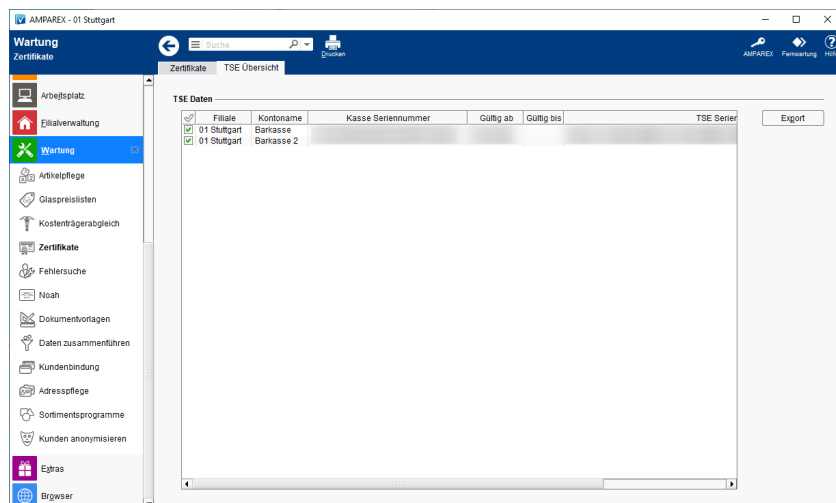 AMPAREX - 01 Stuttgart
Wartung
Zertifikate
Suche
Drucken
AMPAREX
Fernwartung
Hilfe
Zertifikate
TSE Übersicht
Arbeitsplatz
Filialverwaltung
Wartung
Artikelpflege
Glaspreislisten
Kostenträgerabgleich
Zertifikate
Fehlersuche
Noah
Dokumentvorlagen
Daten zusammenführen
Kundenbindung
Adresspflege
Sortimentsprogramme
Kunden anonymisieren
Extras
Browser
TSE Daten
Filiale Kontoname Kasse Seriennummer Gültig ab Gültig bis TSE Serier
01 Stuttgart Barkasse
01 Stuttgart Barkasse 2
Export